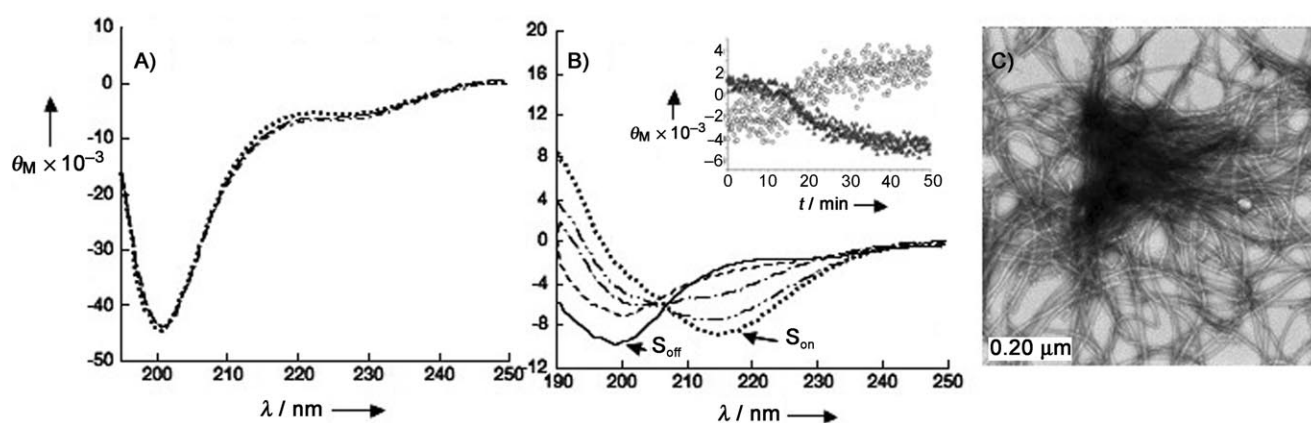 A)
10
0
-10
-20
-30
-40
-50
θM × 10–3
200 210 220 230 240 250
λ / nm
B)
20
16
12
8
4
0
-4
-8
12
θM × 10–3
4
2
0
−2
−4
−6
0 10 20 30 40 50
t / min
Soff
Son
190 200 210 220 230 240 250
λ / nm
C)
0.20 µm